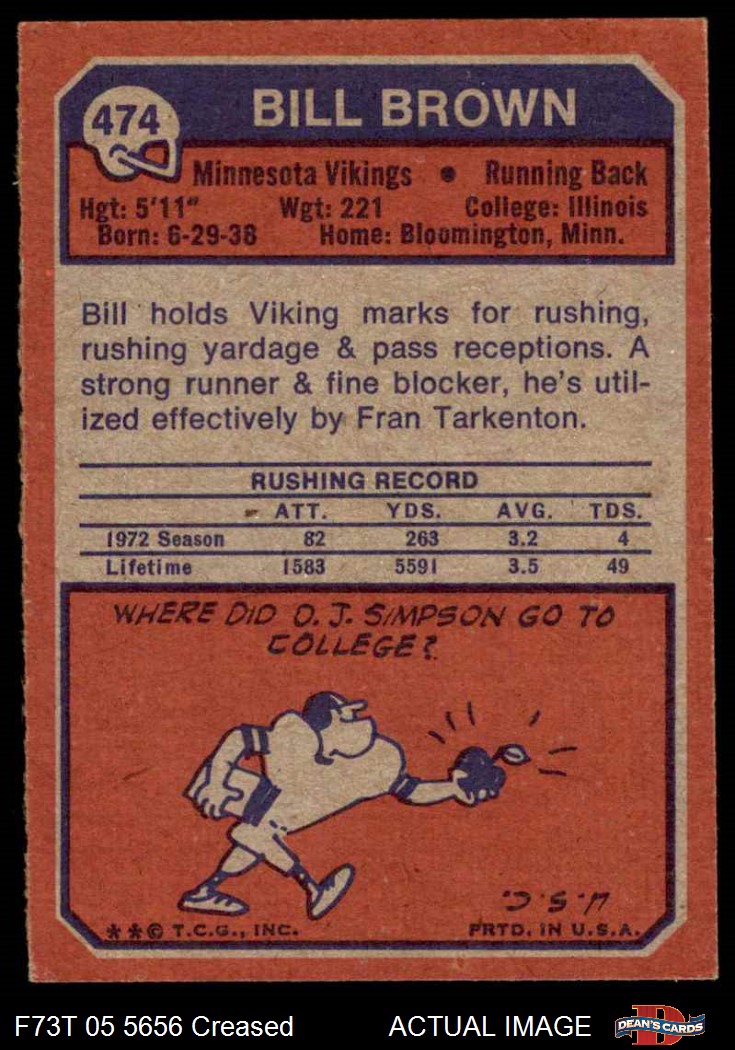 474
BILL BROWN
Minnesota Vikings • Running Back
Hgt: 5'11" Wgt: 221 College: Illinois
Born: 6-29-38 Home: Bloomington, Minn.
Bill holds Viking marks for rushing,
rushing yardage & pass receptions. A
strong runner & fine blocker, he's util-
ized effectively by Fran Tarkenton.
RUSHING RECORD
ATT. YDS. AVG. TDS.
1972 Season 82 263 3.2 4
Lifetime 1583 5591 3.5 49
WHERE DID O. J. SIMPSON GO TO
COLLEGE?
U.S.C.
**© T.C.G., INC. PRTD. IN U.S.A.
F73T 05 5656 Creased ACTUAL IMAGE
D
DEAN'S CARDS